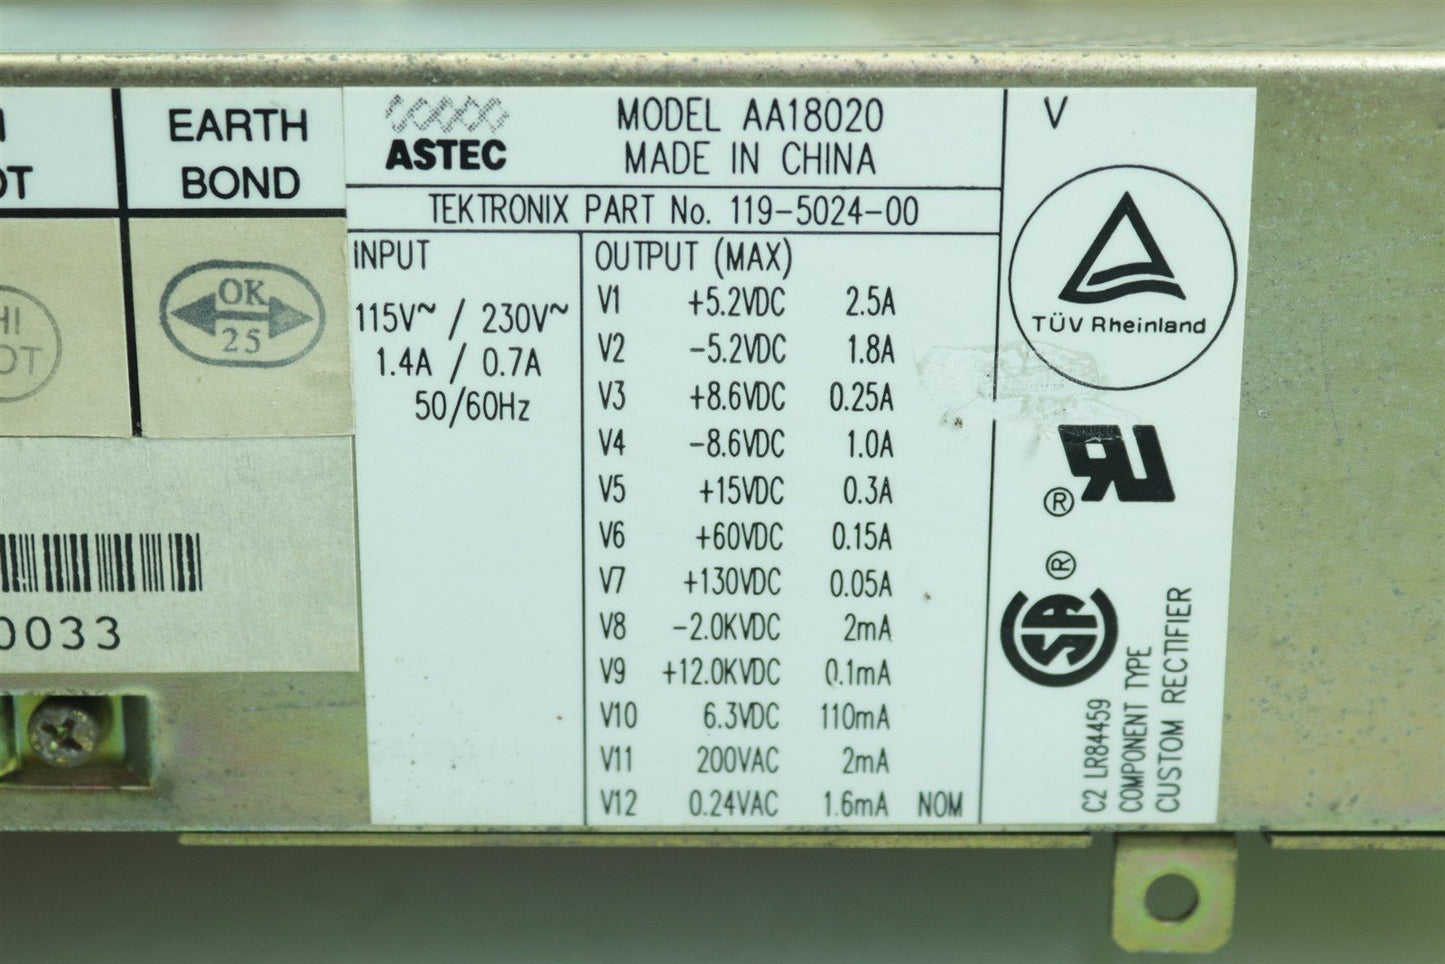 EARTH
BOND
OK
25
HI
OT
0033
ASTEC
MODEL AA18020
MADE IN CHINA
TEKTRONIX PART No. 119-5024-00
INPUT
115V~ / 230V~
1.4A / 0.7A
50/60Hz
OUTPUT (MAX)
V1 +5.2VDC 2.5A
V2 -5.2VDC 1.8A
V3 +8.6VDC 0.25A
V4 -8.6VDC 1.0A
V5 +15VDC 0.3A
V6 +60VDC 0.15A
V7 +130VDC 0.05A
V8 -2.0KVDC 2mA
V9 +12.0KVDC 0.1mA
V10 6.3VDC 110mA
V11 200VAC 2mA
V12 0.24VAC 1.6mA NOM
V
TÜV Rheinland
®
®
C2 LR84459
COMPONENT TYPE
CUSTOM RECTIFIER